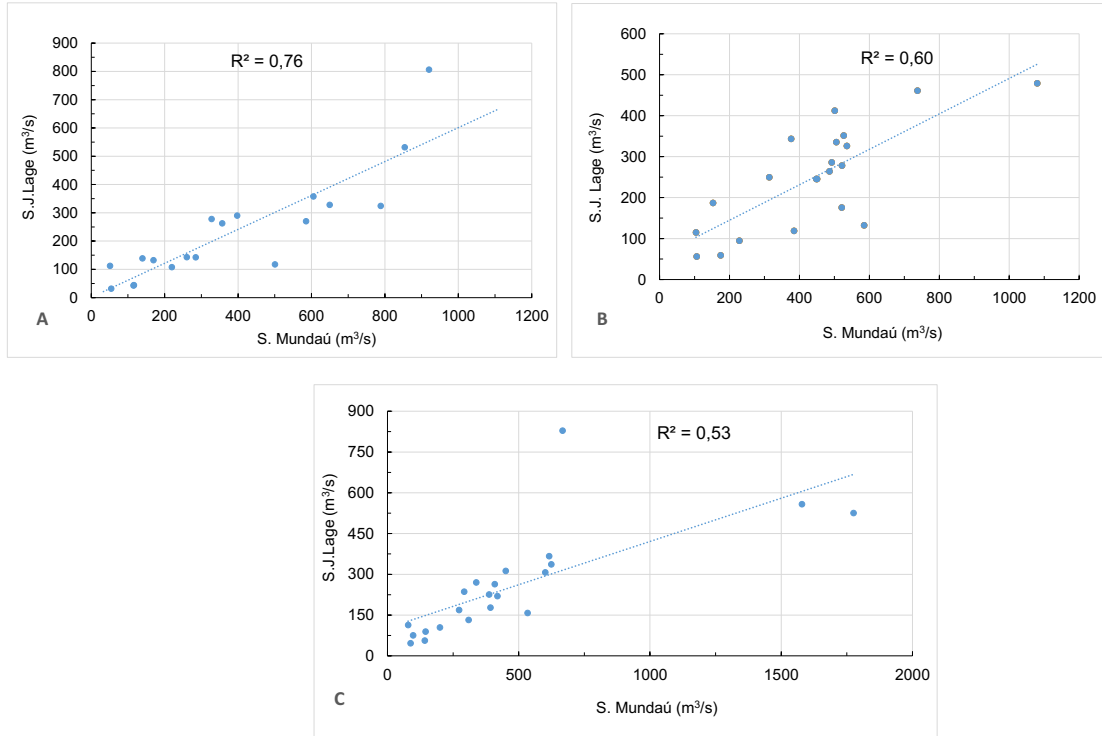 R² = 0,76
S.J.Lage (m³/s)
900
800
700
600
500
400
300
200
100
0
0 200 400 600 800 1000 1200
S. Mundaú (m³/s)
A
R² = 0,60
S.J. Lage (m³/s)
600
500
400
300
200
100
0
0 200 400 600 800 1000 1200
S. Mundaú (m³/s)
B
R² = 0,53
S.J.Lage (m³/s)
900
750
600
450
300
150
0
0 500 1000 1500 2000
S. Mundaú (m³/s)
C